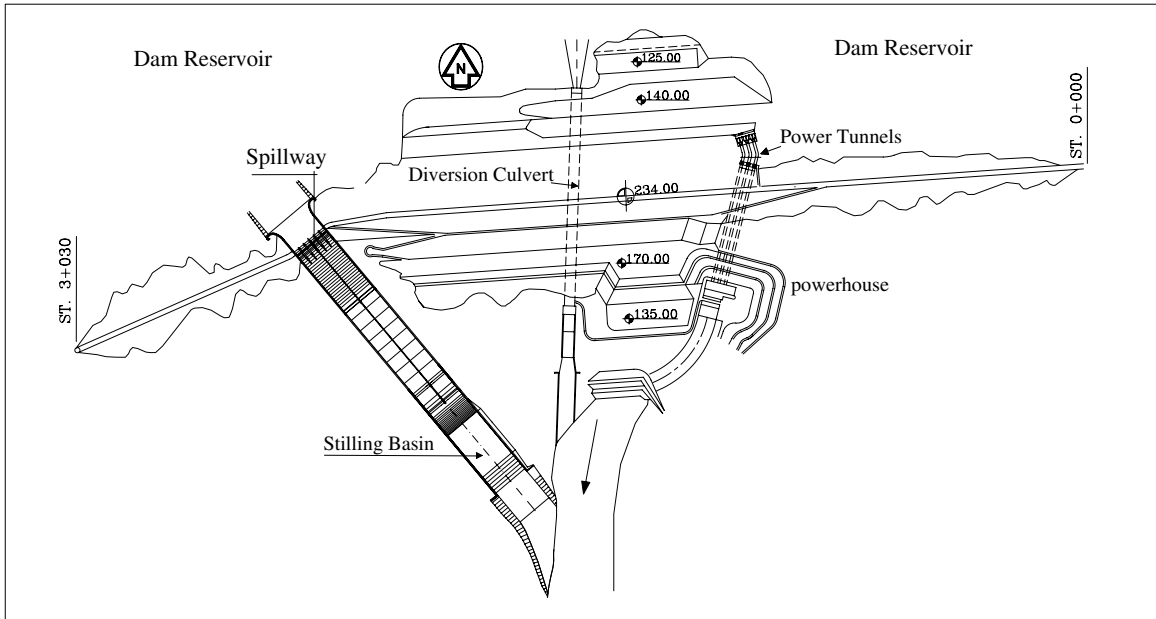 Dam Reservoir
Dam Reservoir
N
125.00
140.00
ST. 0+000
Power Tunnels
Spillway
Diversion Culvert
234.00
ST. 3+030
170.00
powerhouse
135.00
Stilling Basin